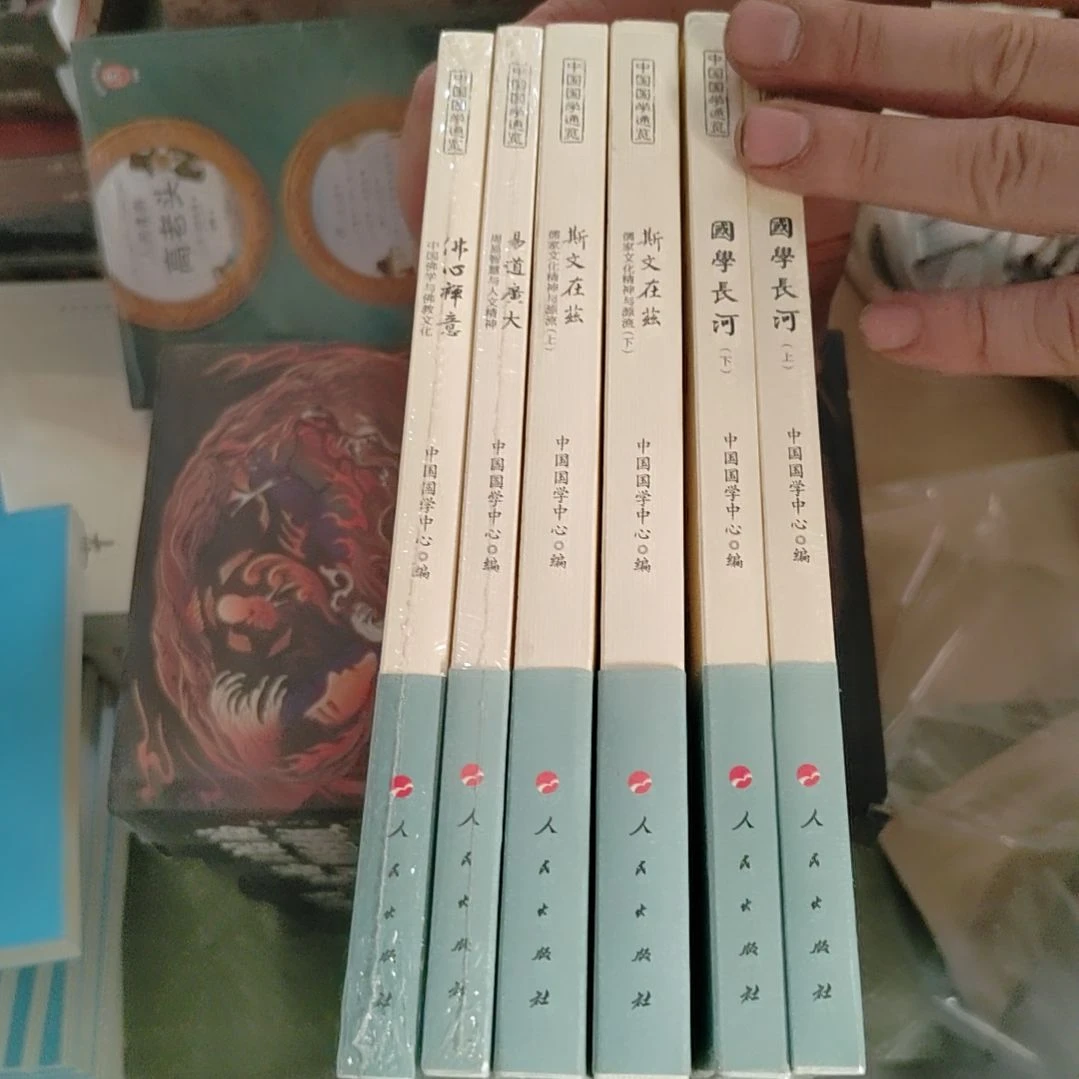 中国国学通览
佛心禅意
中国佛学与佛教文化
中国国学中心◎编
人民出版社
中国国学通览
易道广大
周易智慧与人文精神
中国国学中心◎编
人民出版社
中国国学通览
斯文在兹
儒家文化精神与源流（上）
中国国学中心◎编
人民出版社
中国国学通览
斯文在兹
儒家文化精神与源流（下）
中国国学中心◎编
人民出版社
中国国学通览
國學長河
（下）
中国国学中心◎编
人民出版社
國學長河
（上）
中国国学中心◎编
人民出版社
高老头